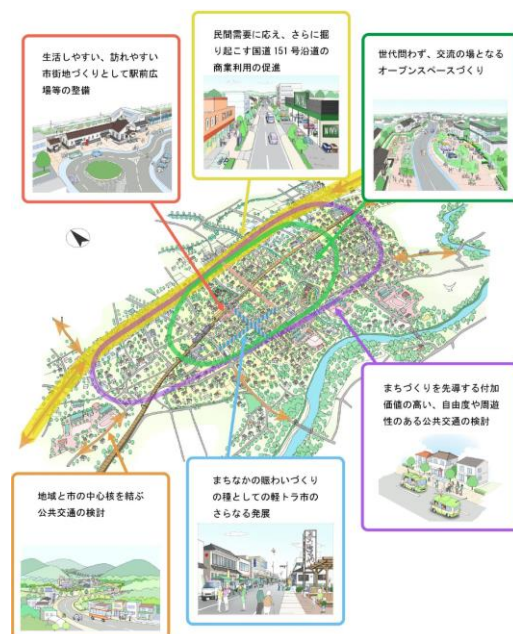 生活しやすい、訪れやすい
市街地づくりとして駅前広
場等の整備
民間需要に応え、さらに掘
り起こす国道 151 号沿道の
商業利用の促進
世代問わず、交流の場となる
オープンスペースづくり
まちづくりを先導する付加
価値の高い、自由度や周遊
性のある公共交通の検討
地域と市の中心核を結ぶ
公共交通の検討
まちなかの賑わいづくり
の種としての軽トラ市の
さらなる発展